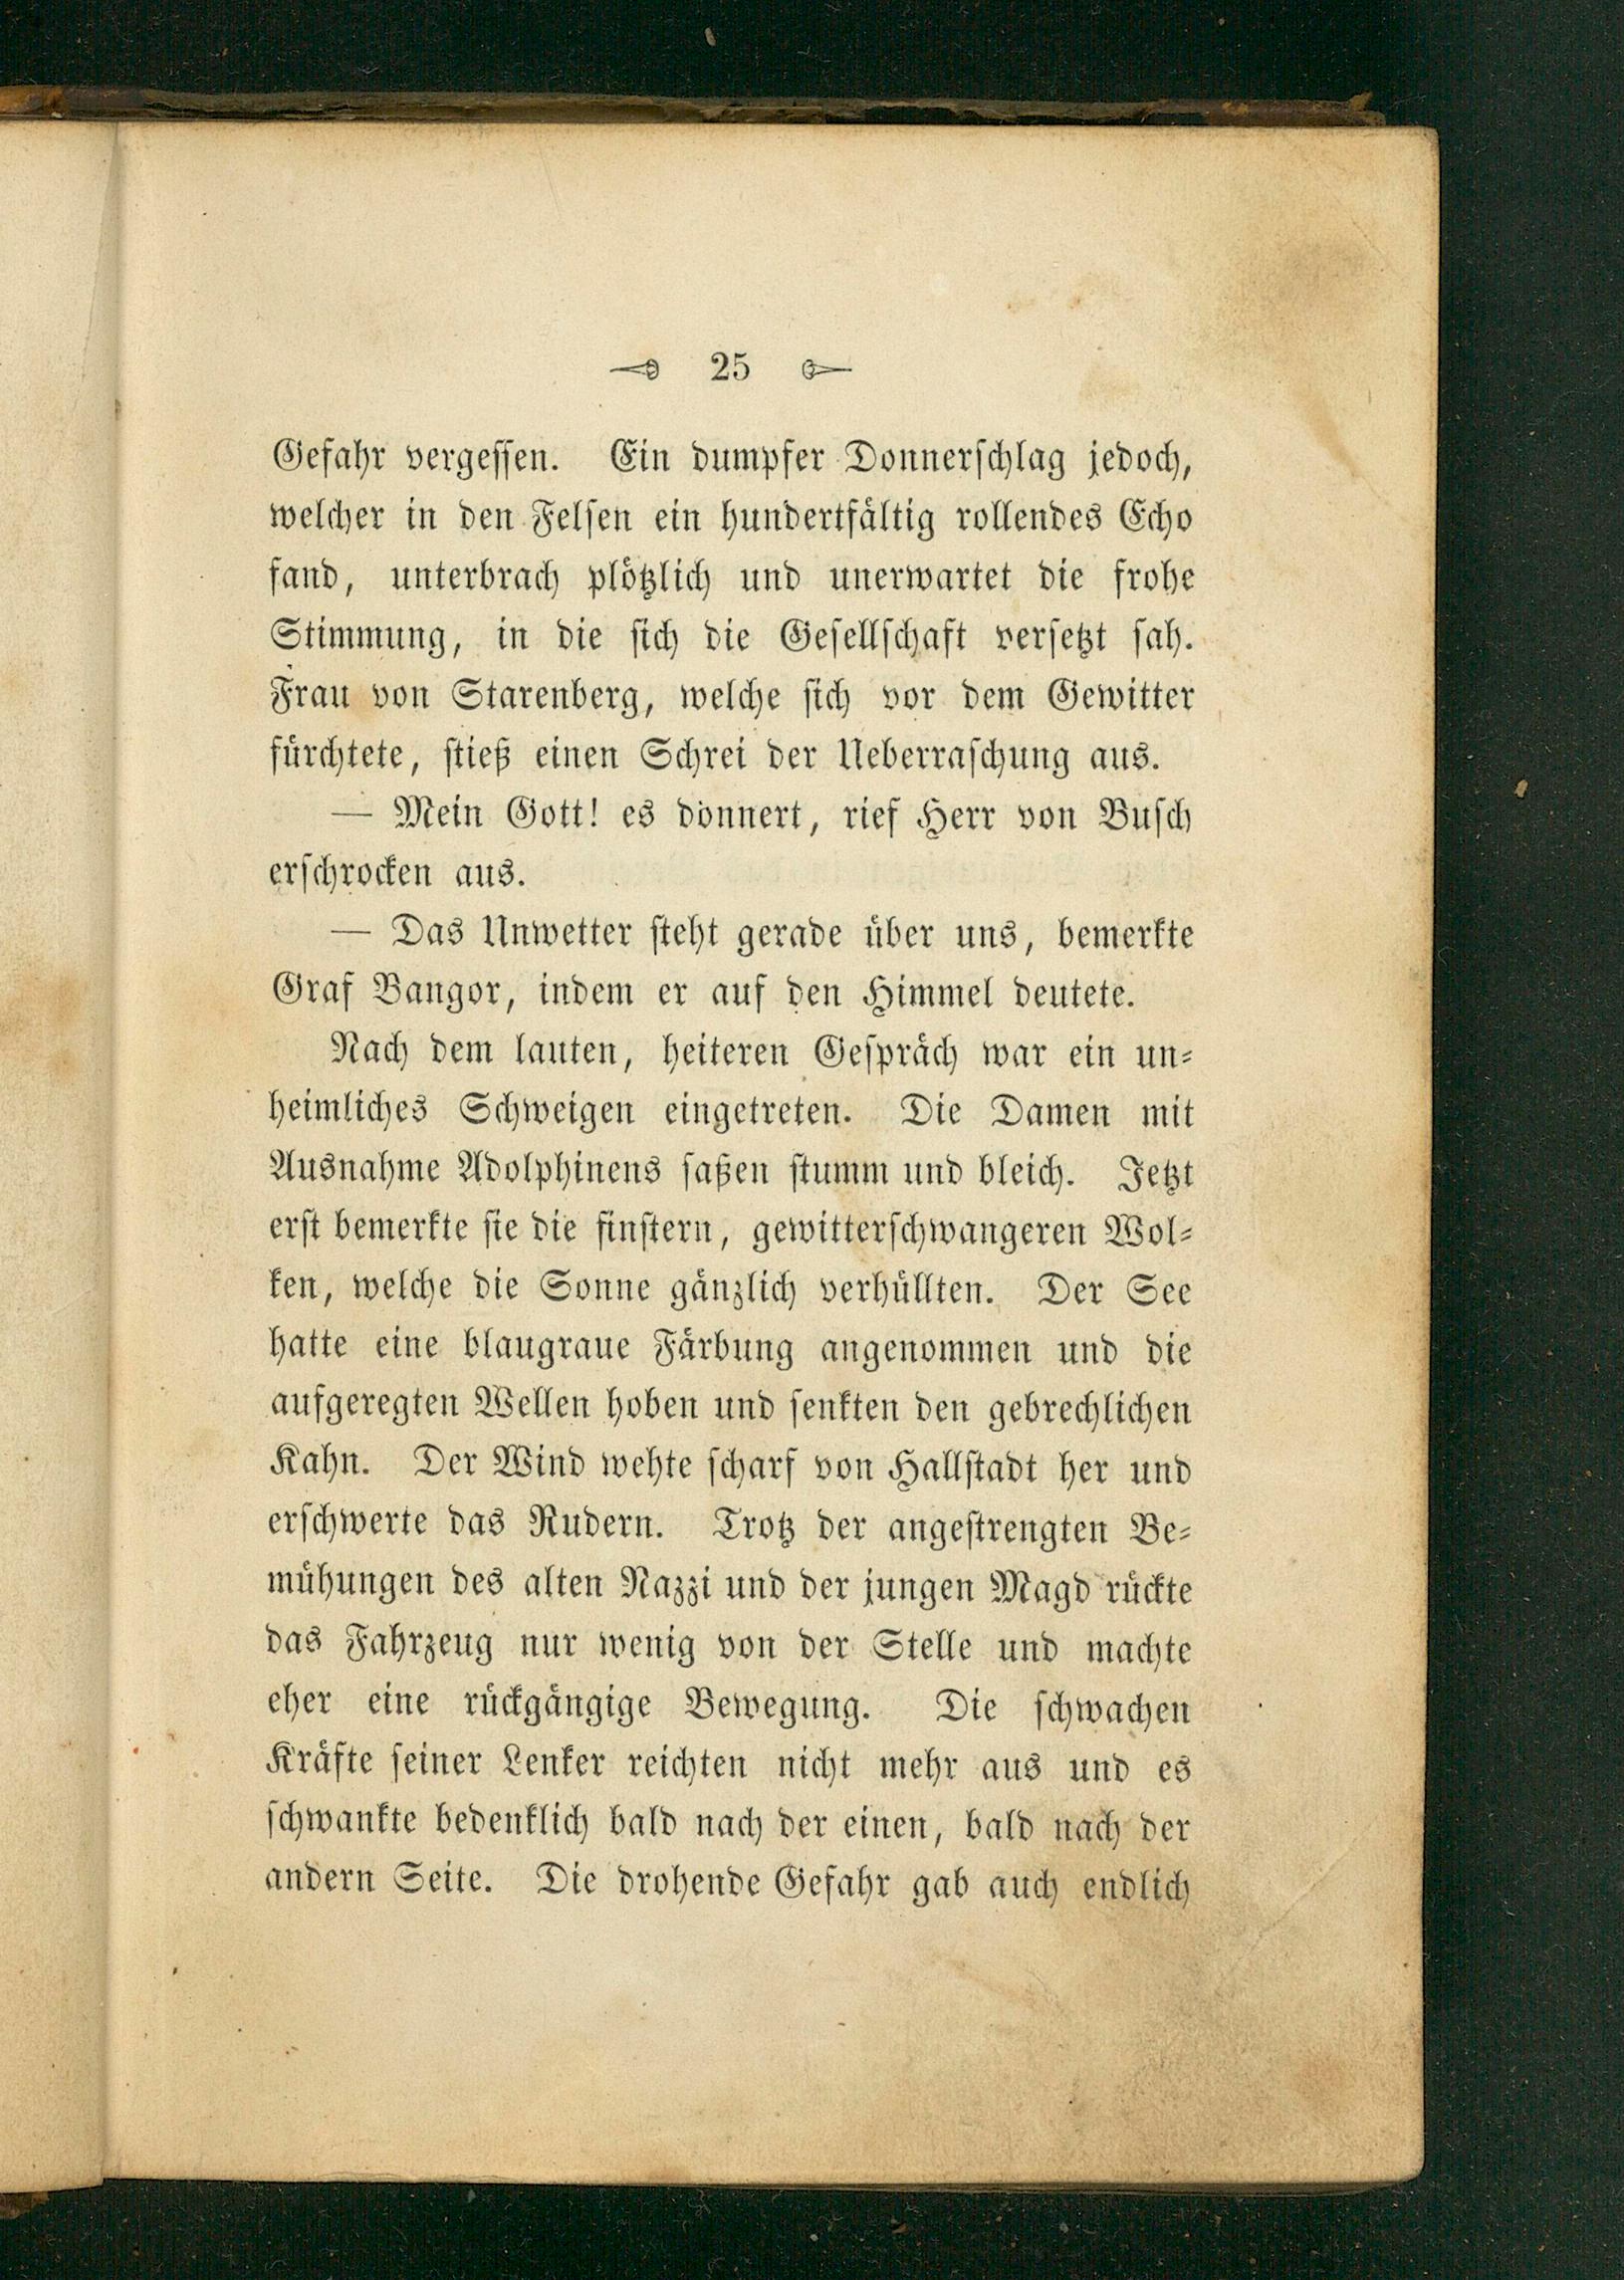 25
Gefahr vergessen. Ein dumpfer Donnerschlag jedoch,
welcher in den Felsen ein hundertfältig rollendes Echo
fand, unterbrach plötzlich und unerwartet die frohe
Stimmung, in die sich die Gesellschaft versetzt sah.
Frau von Starenberg, welche sich vor dem Gewitter
fürchtete, stieß einen Schrei der Ueberraschung aus.
— Mein Gott! es donnert, rief Herr von Busch
erschrocken aus.
— Das Unwetter steht gerade über uns, bemerkte
Graf Bangor, indem er auf den Himmel deutete.
Nach dem lauten, heiteren Gespräch war ein un-
heimliches Schweigen eingetreten. Die Damen mit
Ausnahme Adolphinens saßen stumm und bleich. Jetzt
erst bemerkte sie die finstern, gewitterschwangeren Wol-
ken, welche die Sonne gänzlich verhüllten. Der See
hatte eine blaugraue Färbung angenommen und die
aufgeregten Wellen hoben und senkten den gebrechlichen
Kahn. Der Wind wehte scharf von Hallstadt her und
erschwerte das Rudern. Trotz der angestrengten Be-
mühungen des alten Nazzi und der jungen Magd rückte
das Fahrzeug nur wenig von der Stelle und machte
eher eine rückgängige Bewegung. Die schwachen
Kräfte seiner Lenker reichten nicht mehr aus und es
schwankte bedenklich bald nach der einen, bald nach der
andern Seite. Die drohende Gefahr gab auch endlich